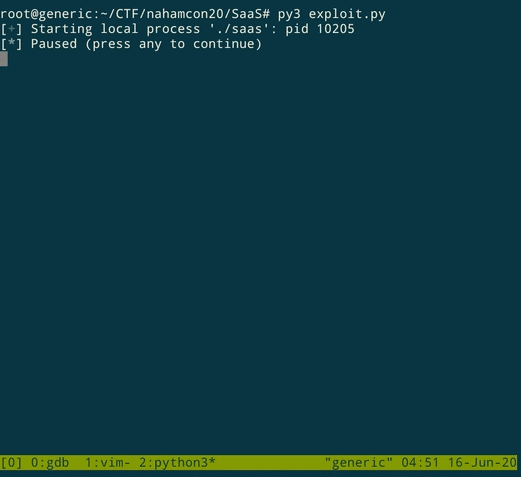 root@generic:~/CTF/nahamcon20/SaaS# py3 exploit.py
[+] Starting local process './saas': pid 10205
[*] Paused (press any to continue)
[0] 0:gdb  1:vim- 2:python3*              "generic" 04:51 16-Jun-20